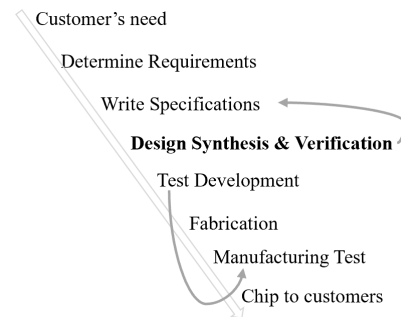 Customer’s need
Determine Requirements
Write Specifications
Design Synthesis & Verification
Test Development
Fabrication
Manufacturing Test
Chip to customers